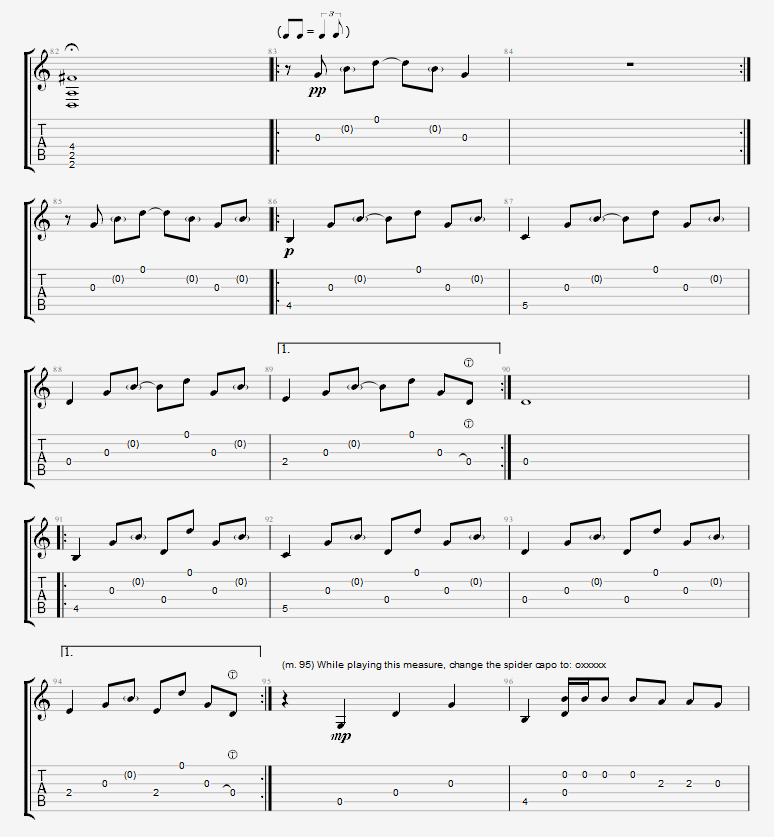 ( = 3 )
82 83 84
pp
T A B
4 2 2 0 (0) 0 (0) 0
85 86 87
p
T A B
0 (0) 0 (0) 0 (0) 4 0 (0) 0 0 (0) 5 0 (0) 0 0 (0)
1.
88 89 90
T
T
T A B
0 0 (0) 0 0 (0) 2 0 (0) 0 0 0 0
91 92 93
T A B
4 0 (0) 0 0 0 (0) 5 0 (0) 0 0 0 (0) 0 0 (0) 0 0 0 (0)
1.
(m. 95) While playing this measure, change the spider capo to: oxxxxx
94 95 96
T
mp
T
T A B
2 0 (0) 2 0 0 0 0 0 0 4 0 0 0 0 0 2 2 0